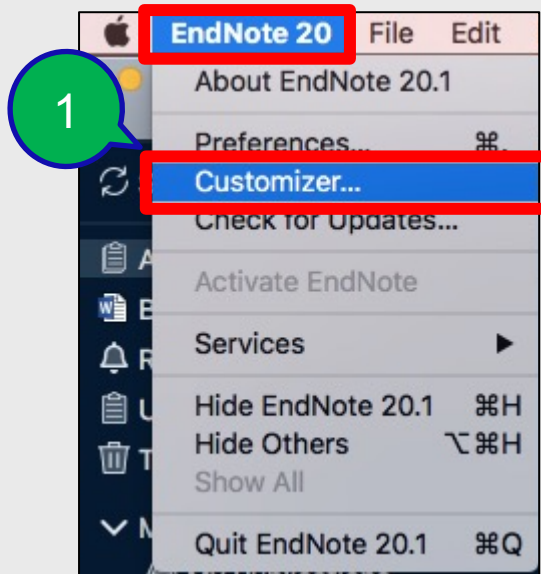 EndNote 20 File Edit
1
About EndNote 20.1
Preferences... ⌘,
Customizer...
Check for Updates...
A
Activate EndNote
B
Services ▶
R
Hide EndNote 20.1 ⌘H
U
Hide Others ⌥⌘H
T
Show All
M
Quit EndNote 20.1 ⌘Q